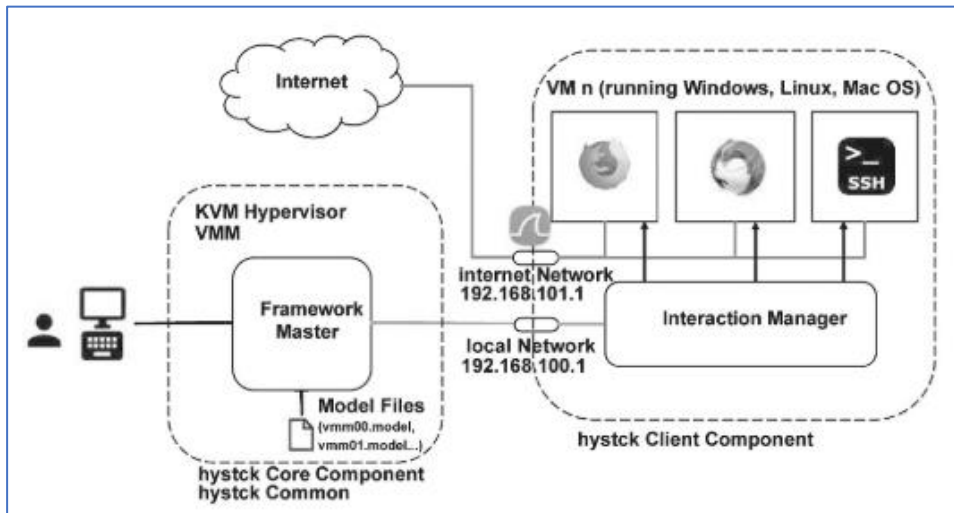 Internet
VM n (running Windows, Linux, Mac OS)
>_
SSH
KVM Hypervisor
VMM
internet Network
192.168.101.1
Framework
Master
Interaction Manager
local Network
192.168.100.1
Model Files
(vmm00.model,
vmm01.model...)
hystck Client Component
hystck Core Component
hystck Common